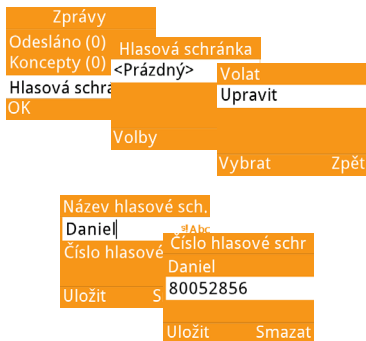 Zprávy
Odesláno (0)
Koncepty (0)
Hlasová schrá
OK
Hlasová schránka
<Prázdný>
Volby
Volat
Upravit
Vybrat Zpět
Název hlasové sch.
Daniel
Abc
Číslo hlasové
Uložit S
Číslo hlasové schr
Daniel
80052856
Uložit Smazat